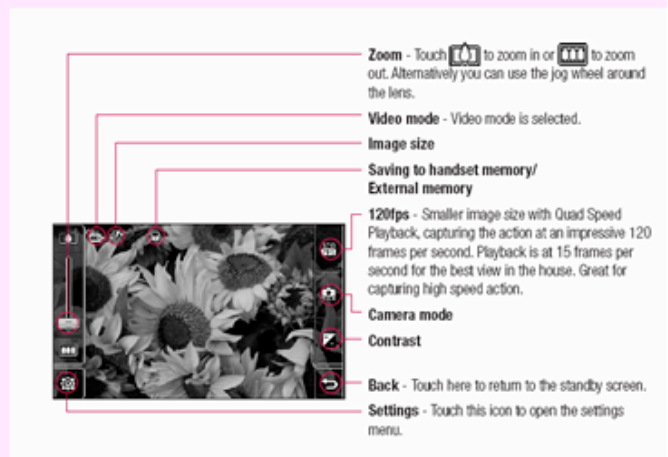 Zoom - Touch to zoom in or to zoom
out. Alternatively you can use the jog wheel around
the lens.
Video mode - Video mode is selected.
Image size
Saving to handset memory/
External memory
120fps - Smaller image size with Quad Speed
Playback, capturing the action at an impressive 120
frames per second. Playback is at 15 frames per
second for the best view in the house. Great for
capturing high speed action.
Camera mode
Contrast
Back - Touch here to return to the standby screen.
Settings - Touch this icon to open the settings
menu.